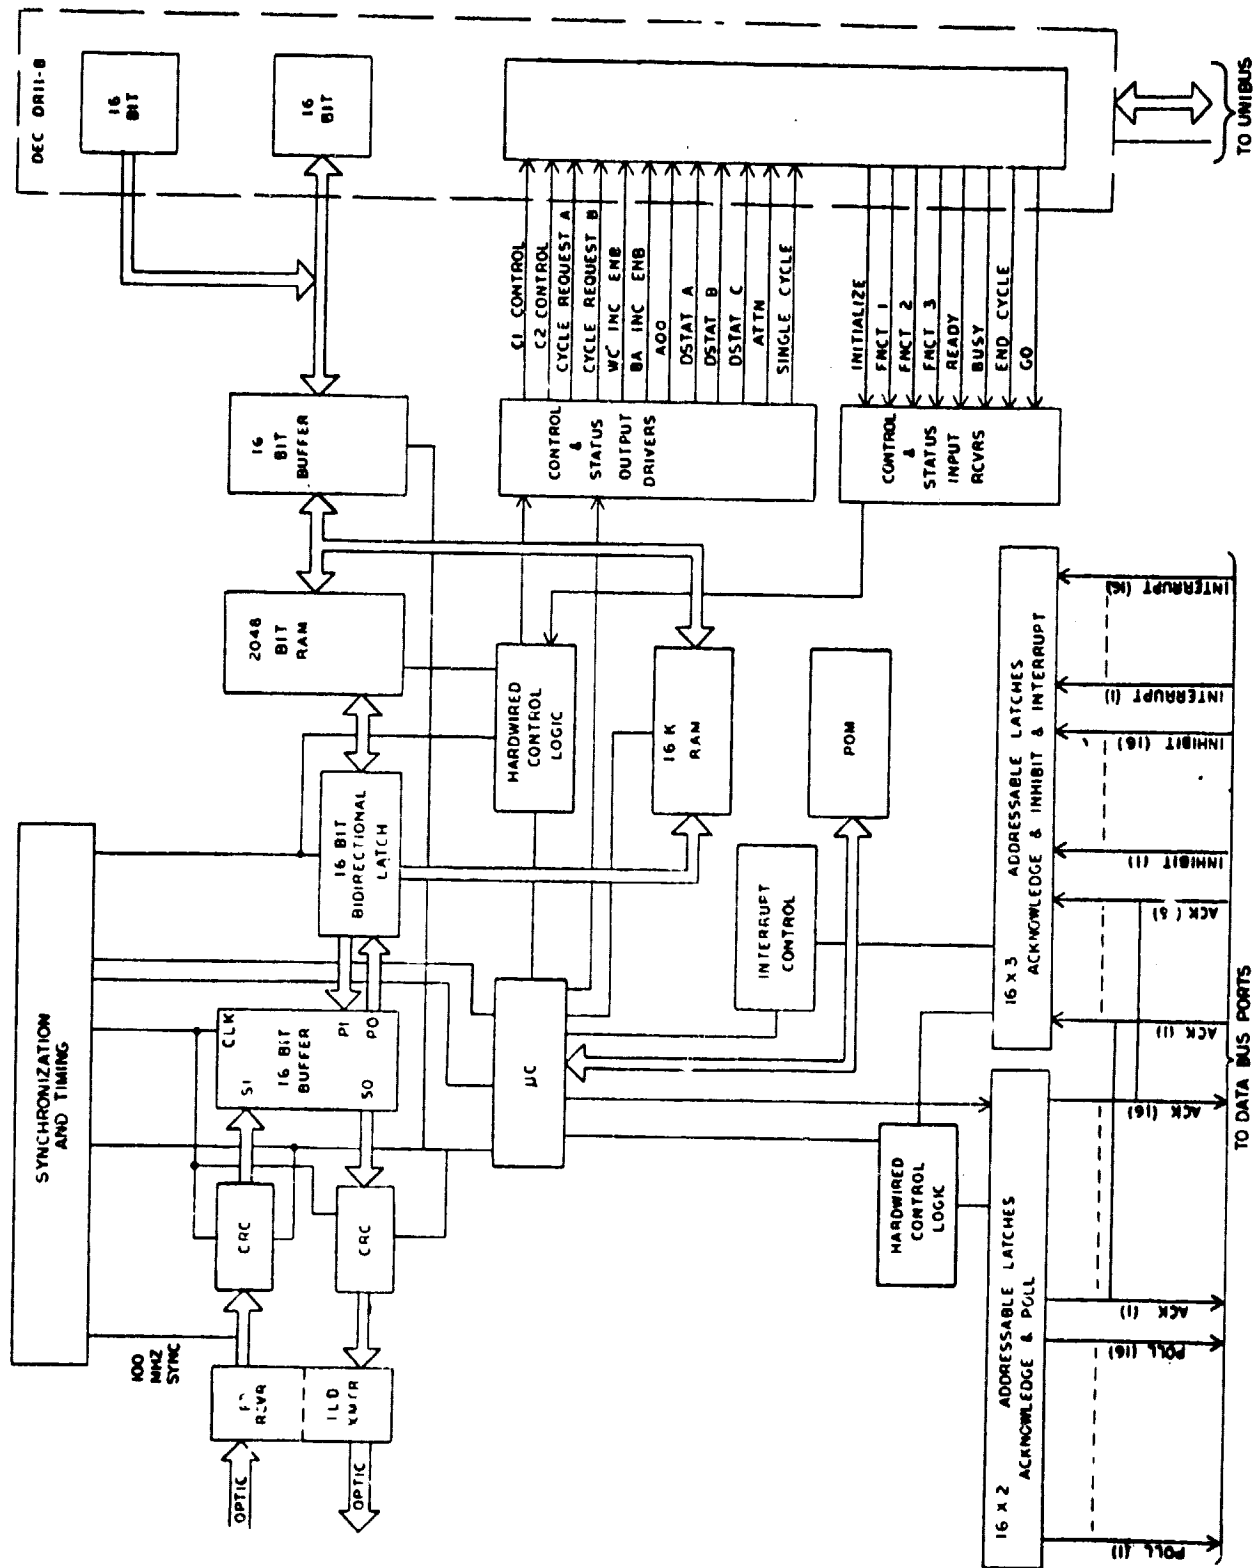 SYNCHRONIZATION
AND TIMING
100
MHZ
SYNC
OPTIC
RCVR
ILD
XMTR
OPTIC
CRC
CRC
CLK
SI
16 BIT
BUFFER
PI
PO
SO
16 BIT
BIDIRECTIONAL
LATCH
2048
BIT
RAM
16
BIT
BUFFER
DEC DR11-B
16
BIT
16
BIT
μC
HARDWIRED
CONTROL
LOGIC
CONTROL
&
STATUS
OUTPUT
DRIVERS
C1 CONTROL
C2 CONTROL
CYCLE REQUEST A
CYCLE REQUEST B
WC INC ENB
BA INC ENB
A00
DSTAT A
DSTAT B
DSTAT C
ATTN
SINGLE CYCLE
16 K
RAM
INTERRUPT
CONTROL
POM
CONTROL
&
STATUS
INPUT
RCVRS
INITIALIZE
FNCT 1
FNCT 2
FNCT 3
READY
BUSY
END CYCLE
GO
TO UNIBUS
HARDWIRED
CONTROL
LOGIC
16 X 2 ADDRESSABLE LATCHES
ACKNOWLEDGE & POLL
16 X 3 ADDRESSABLE LATCHES
ACKNOWLEDGE & INHIBIT & INTERRUPT
POLL (1)
POLL (16)
ACK (1)
ACK (16)
ACK (1)
ACK (
INHIBIT (1)
INHIBIT (16)
INTERRUPT (1)
INTERRUPT (16)
TO DATA BUS PORTS